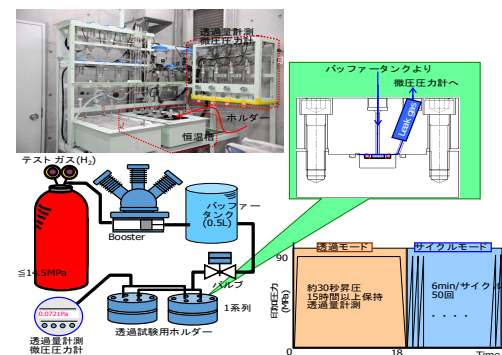 透過量計測
微圧圧力計
ホルダー
恒温槽
バッファータンクより
微圧圧力計へ
Leak gas
テストガス(H₂)
バッファー
タンク
(0.5L)
Booster
≦14.5MPa
バルブ
1系列
0.0721Pa
透過試験用ホルダー
透過量計測
微圧圧力計
透過モード
サイクルモード
90
印加圧力
(MPa)
約30秒昇圧
15時間以上保持
透過量計測
6min/サイクル
50回
・・・・
0
18
Time